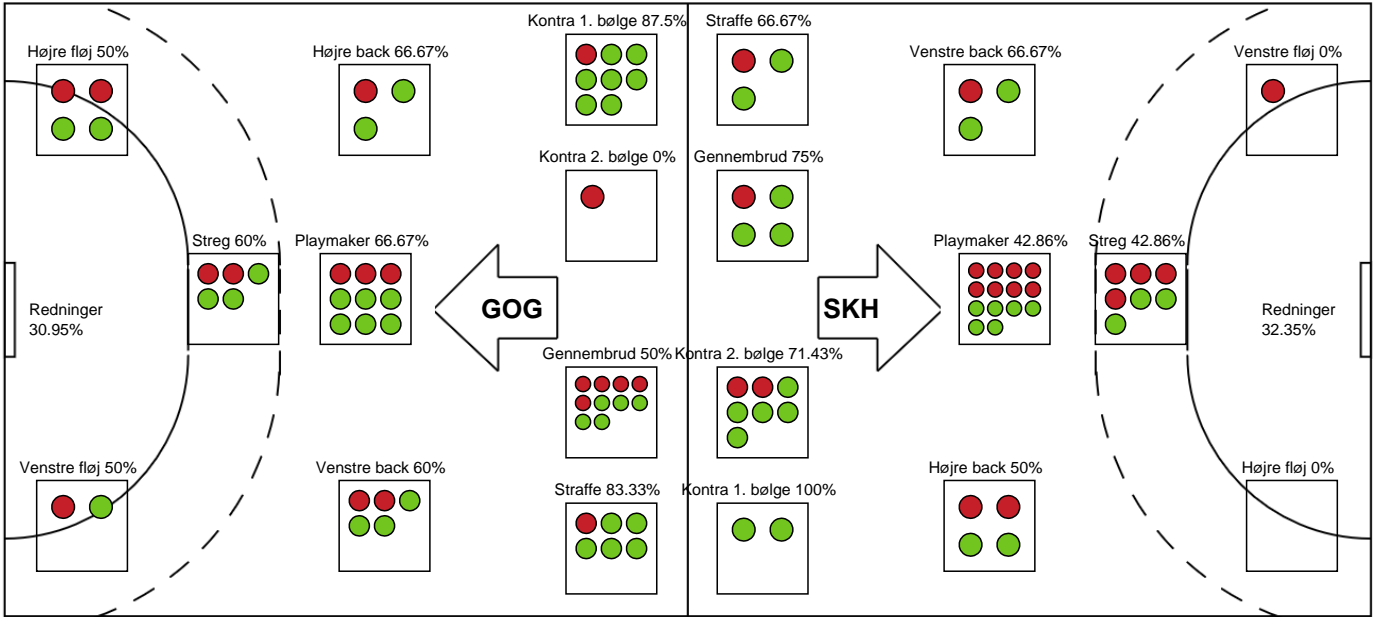 Kontra 1. bølge 87.5%
Straffe 66.67%
Højre fløj 50%
Højre back 66.67%
Venstre back 66.67%
Venstre fløj 0%
Kontra 2. bølge 0%
Gennembrud 75%
Streg 60%
Playmaker 66.67%
Playmaker 42.86%
Streg 42.86%
Redninger
30.95%
GOG
SKH
Redninger
32.35%
Gennembrud 50%
Kontra 2. bølge 71.43%
Venstre fløj 50%
Venstre back 60%
Højre back 50%
Højre fløj 0%
Straffe 83.33%
Kontra 1. bølge 100%